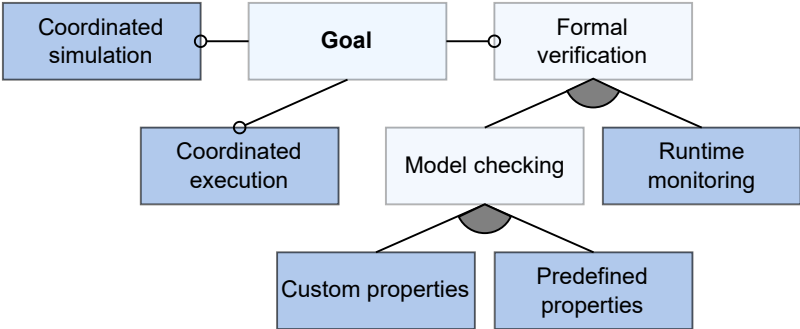 Coordinated
simulation
Goal
Formal
verification
Coordinated
execution
Model checking
Runtime
monitoring
Custom properties
Predefined
properties